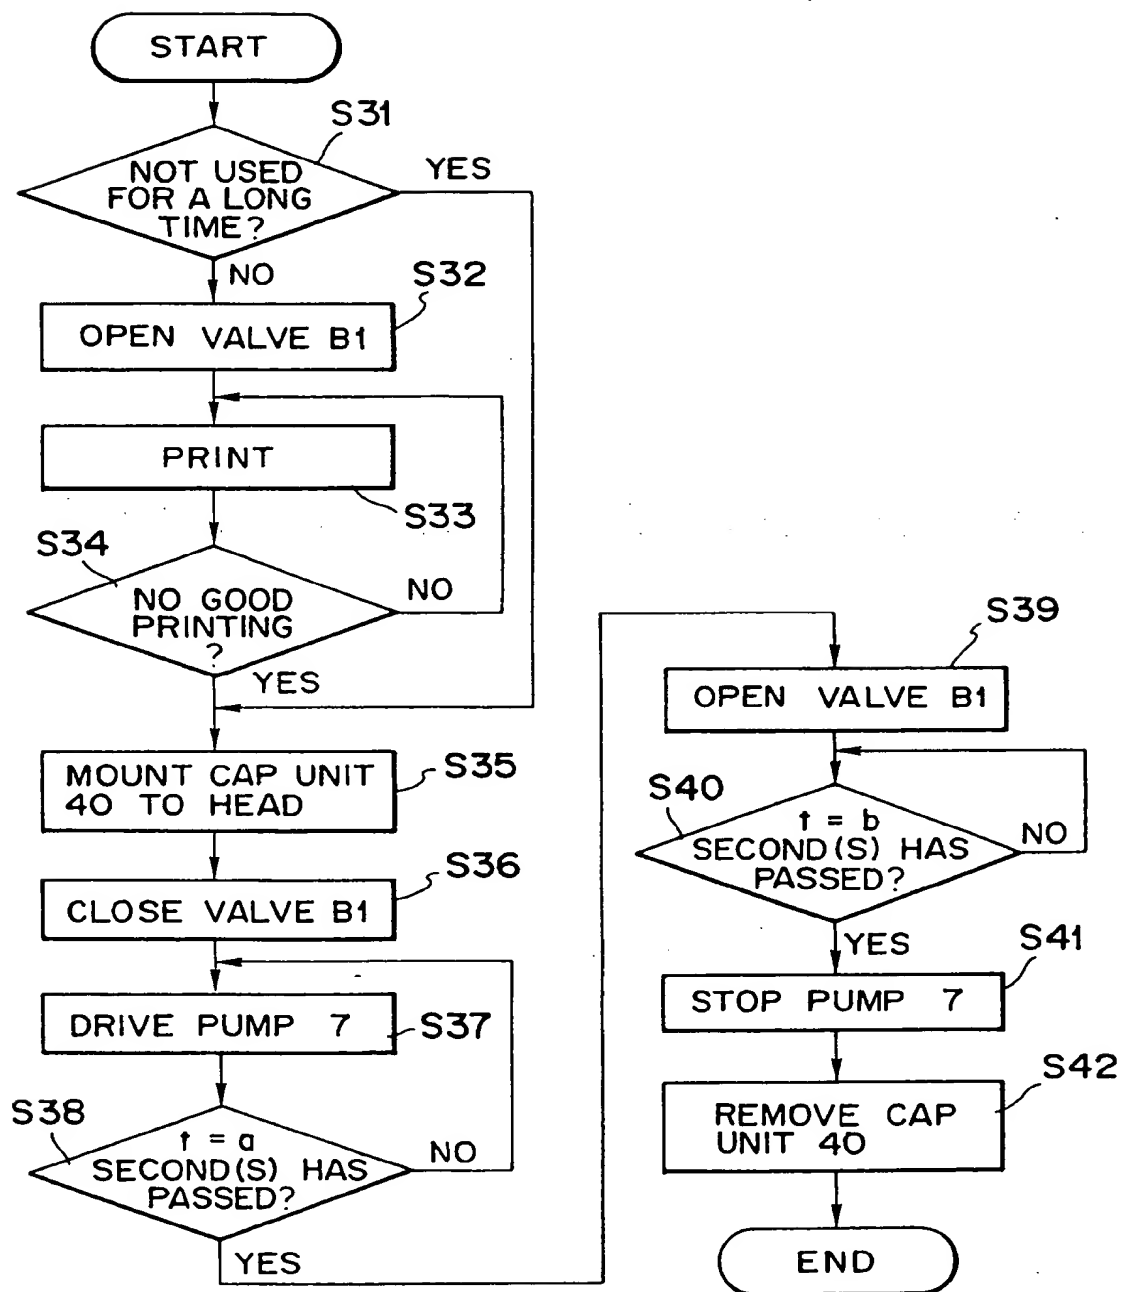 START
S31
NOT USED
FOR A LONG
TIME?
YES
NO
S32
OPEN VALVE B1
PRINT
S33
S34
NO GOOD
PRINTING
?
NO
YES
MOUNT CAP UNIT
40 TO HEAD
S35
S36
CLOSE VALVE B1
DRIVE PUMP 7
S37
S38
t = a
SECOND(S) HAS
PASSED?
NO
YES
S39
OPEN VALVE B1
S40
t = b
SECOND(S) HAS
PASSED?
NO
YES
S41
STOP PUMP 7
S42
REMOVE CAP
UNIT 40
END